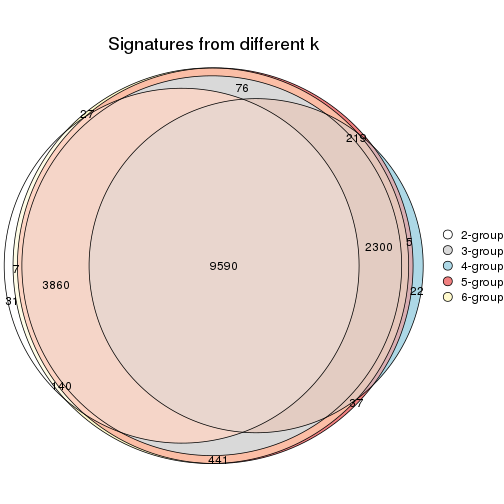 Signatures from different k
76
27
219
5
2300
9590
7
3860
22
31
140
37
441
2-group
3-group
4-group
5-group
6-group